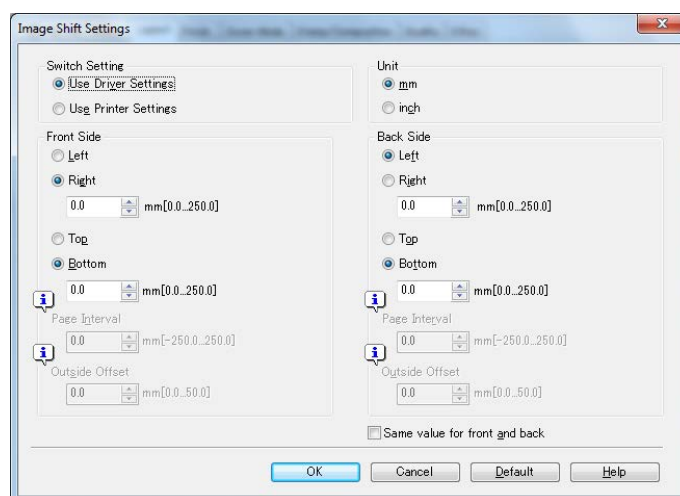 Image Shift Settings
Switch Setting
Use Driver Settings
Use Printer Settings
Unit
mm
inch
Front Side
Left
Right
0.0 mm[0.0...250.0]
Top
Bottom
0.0 mm[0.0...250.0]
Page Interval
0.0 mm[-250.0...250.0]
Outside Offset
0.0 mm[0.0...50.0]
Back Side
Left
Right
0.0 mm[0.0...250.0]
Top
Bottom
0.0 mm[0.0...250.0]
Page Interval
0.0 mm[-250.0...250.0]
Outside Offset
0.0 mm[0.0...50.0]
Same value for front and back
OK
Cancel
Default
Help